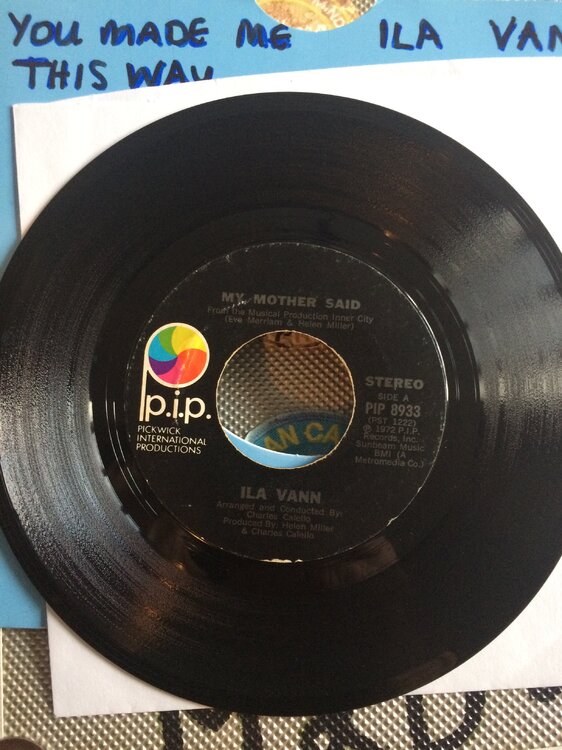 YOU MADE ME ILA VAN
THIS WAY
MY MOTHER SAID
From the Musical Production Inner City
(Eve Merriam & Helen Miller)
p.i.p.
PICKWICK
INTERNATIONAL
PRODUCTIONS
STEREO
SIDE A
PIP 8933
(PST 1222)
℗ 1972 P.I.P.
Records, Inc.
Sunbeam Music
BMI (A
Metromedia Co.)
AN CA
ILA VANN
Arranged and Conducted By:
Charles Calello
Produced By: Helen Miller
& Charles Calello